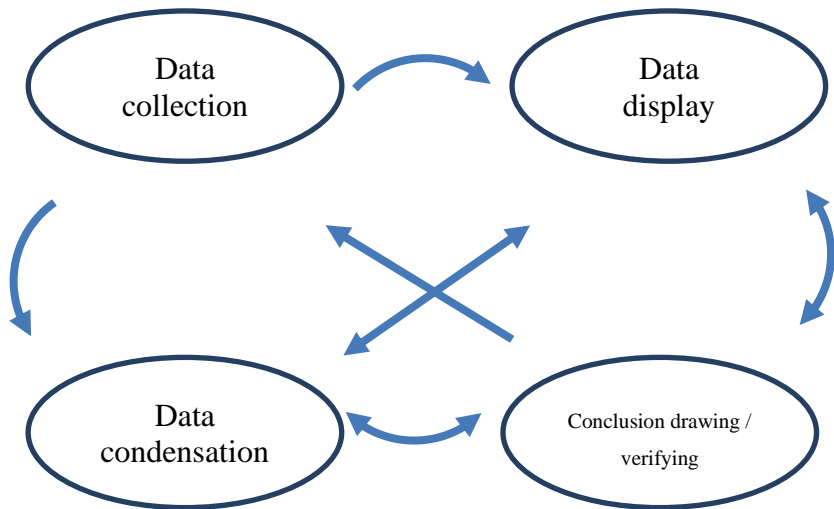 Data
collection
Data
display
Data
condensation
Conclusion drawing /
verifying